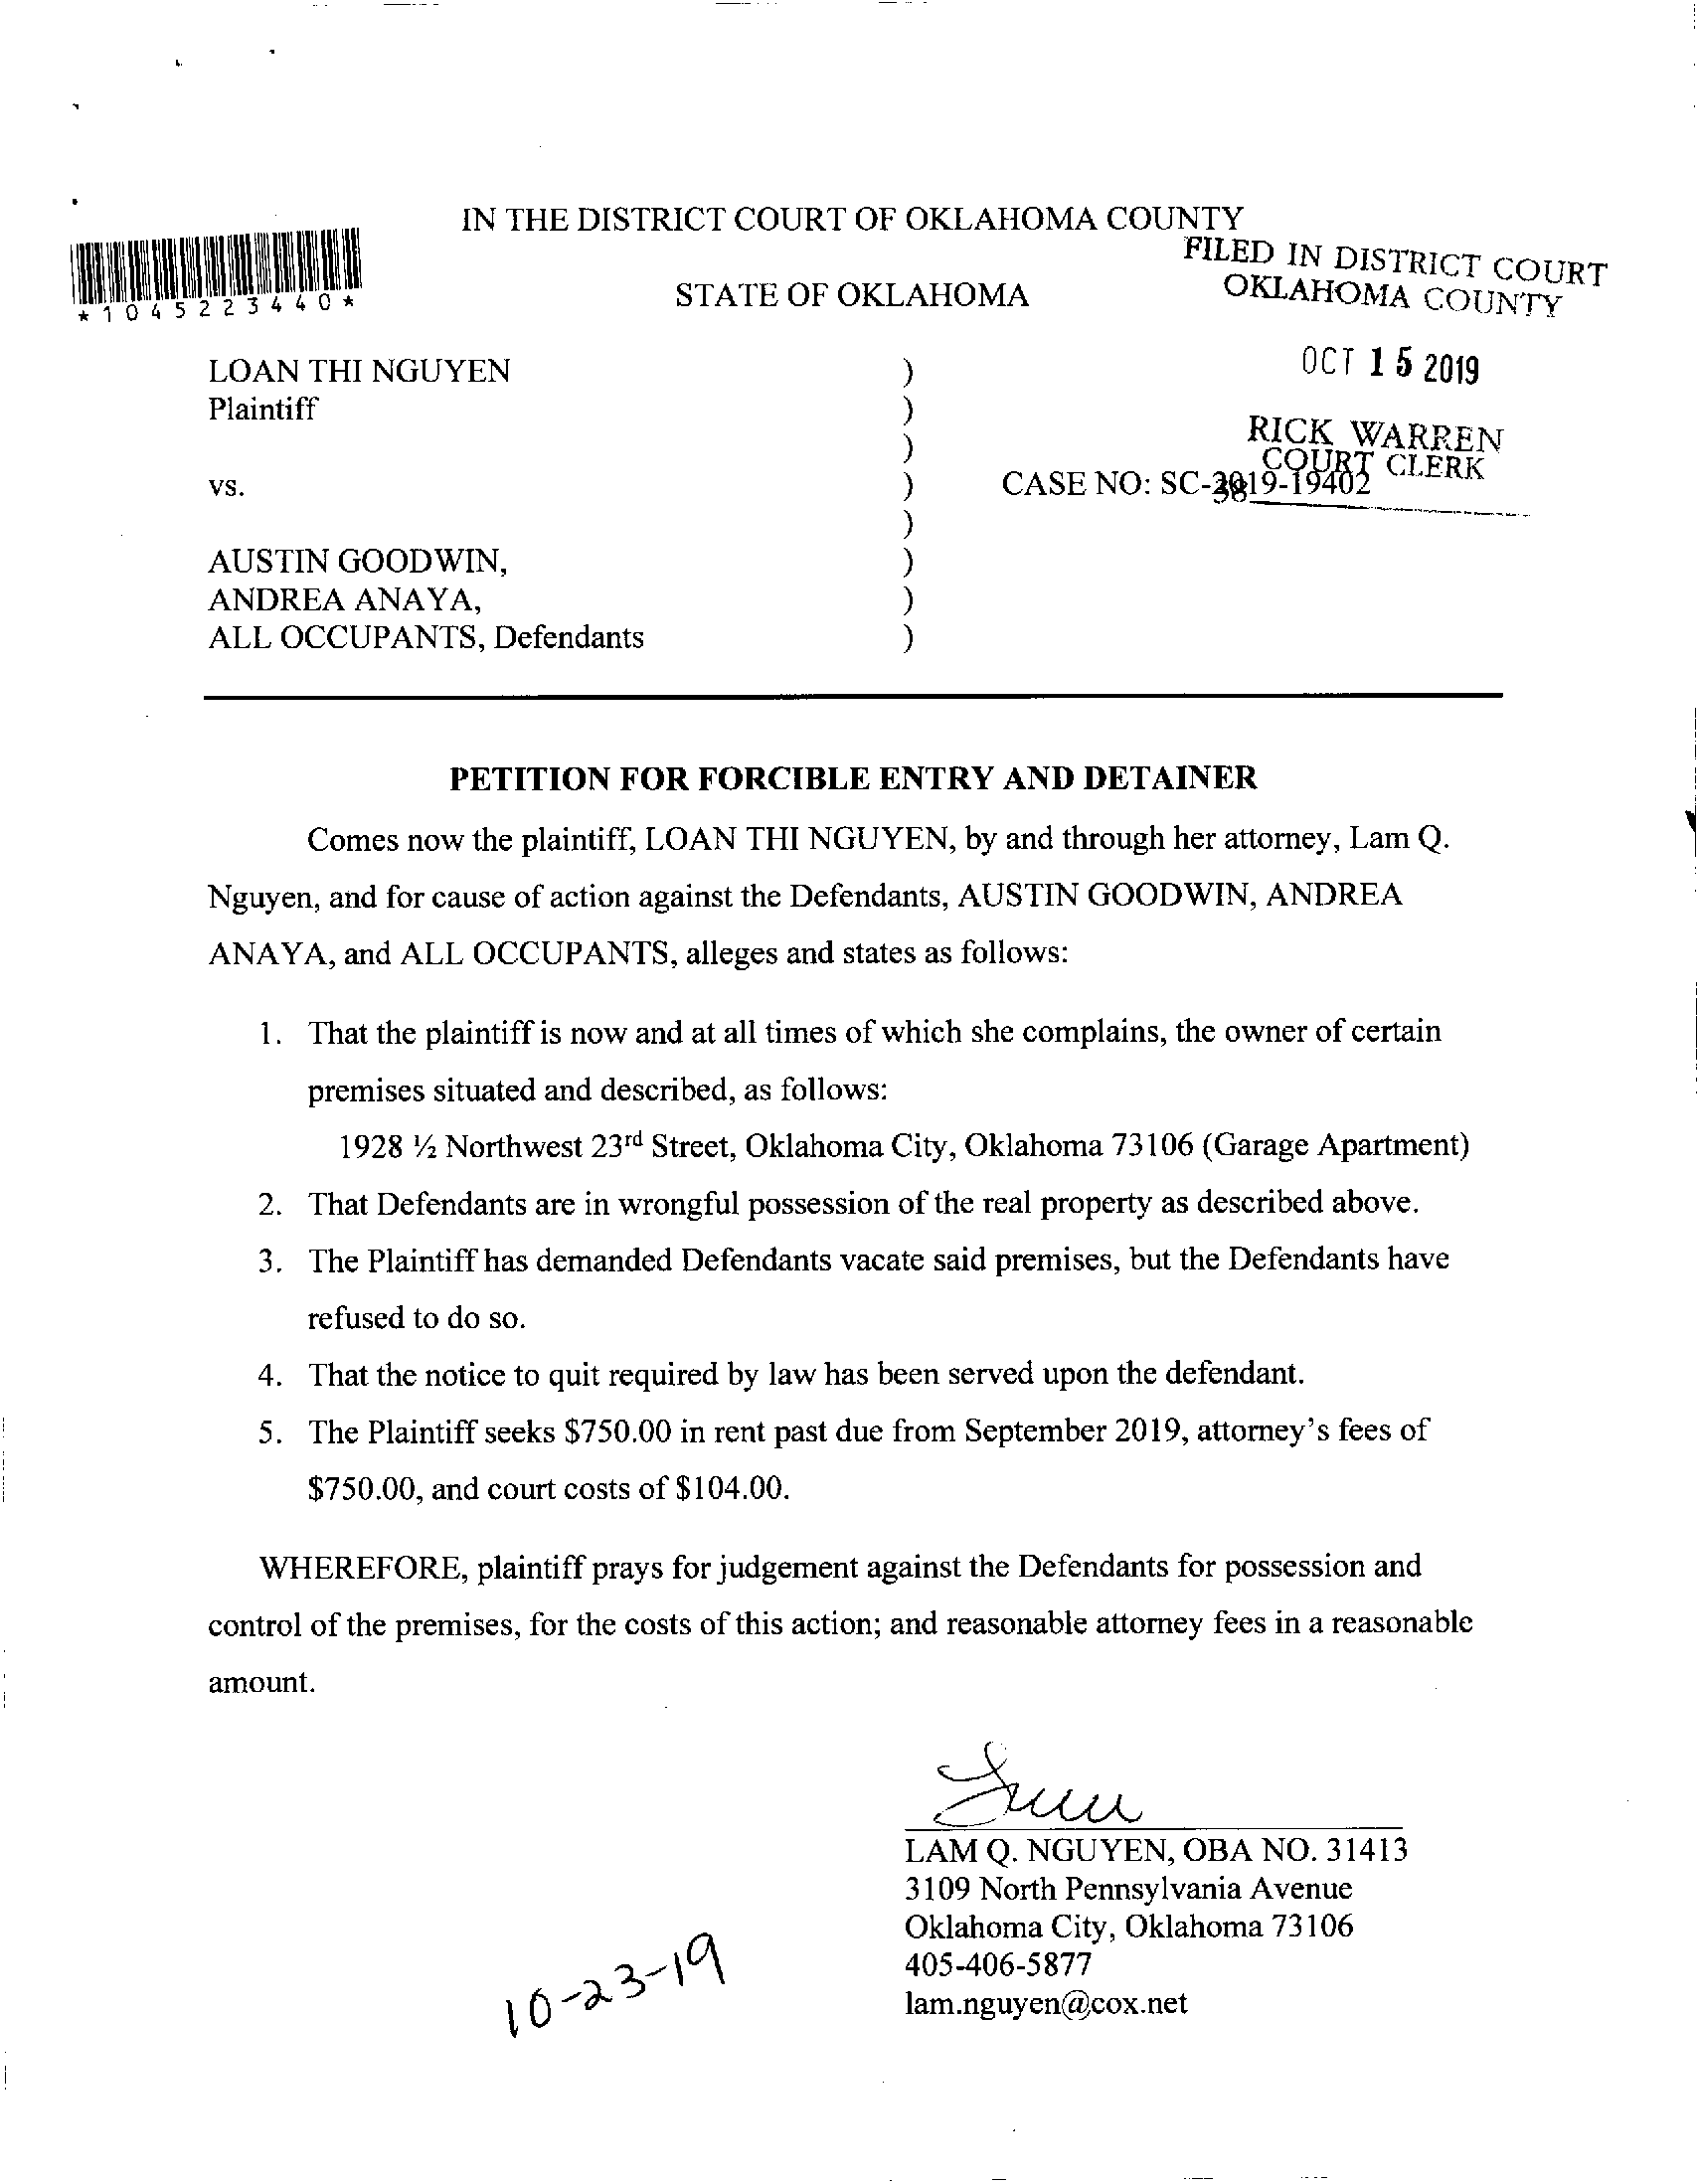 IN THE DISTRICT COURT OF OKLAHOMA COUNTY
FILED IN DISTRICT COURT
OKLAHOMA COUNTY
*1045223440*
STATE OF OKLAHOMA
OCT 15 2019
LOAN THI NGUYEN )
Plaintiff )
RICK WARREN
COURT CLERK
)
vs. ) CASE NO: SC-2019-19402
)
AUSTIN GOODWIN, )
ANDREA ANAYA, )
ALL OCCUPANTS, Defendants )
PETITION FOR FORCIBLE ENTRY AND DETAINER
Comes now the plaintiff, LOAN THI NGUYEN, by and through her attorney, Lam Q.
Nguyen, and for cause of action against the Defendants, AUSTIN GOODWIN, ANDREA
ANAYA, and ALL OCCUPANTS, alleges and states as follows:
1. That the plaintiff is now and at all times of which she complains, the owner of certain
premises situated and described, as follows:
1928 ½ Northwest 23rd Street, Oklahoma City, Oklahoma 73106 (Garage Apartment)
2. That Defendants are in wrongful possession of the real property as described above.
3. The Plaintiff has demanded Defendants vacate said premises, but the Defendants have
refused to do so.
4. That the notice to quit required by law has been served upon the defendant.
5. The Plaintiff seeks $750.00 in rent past due from September 2019, attorney's fees of
$750.00, and court costs of $104.00.
WHEREFORE, plaintiff prays for judgement against the Defendants for possession and
control of the premises, for the costs of this action; and reasonable attorney fees in a reasonable
amount.
LAM Q. NGUYEN, OBA NO. 31413
3109 North Pennsylvania Avenue
Oklahoma City, Oklahoma 73106
405-406-5877
lam.nguyen@cox.net
10-23-19